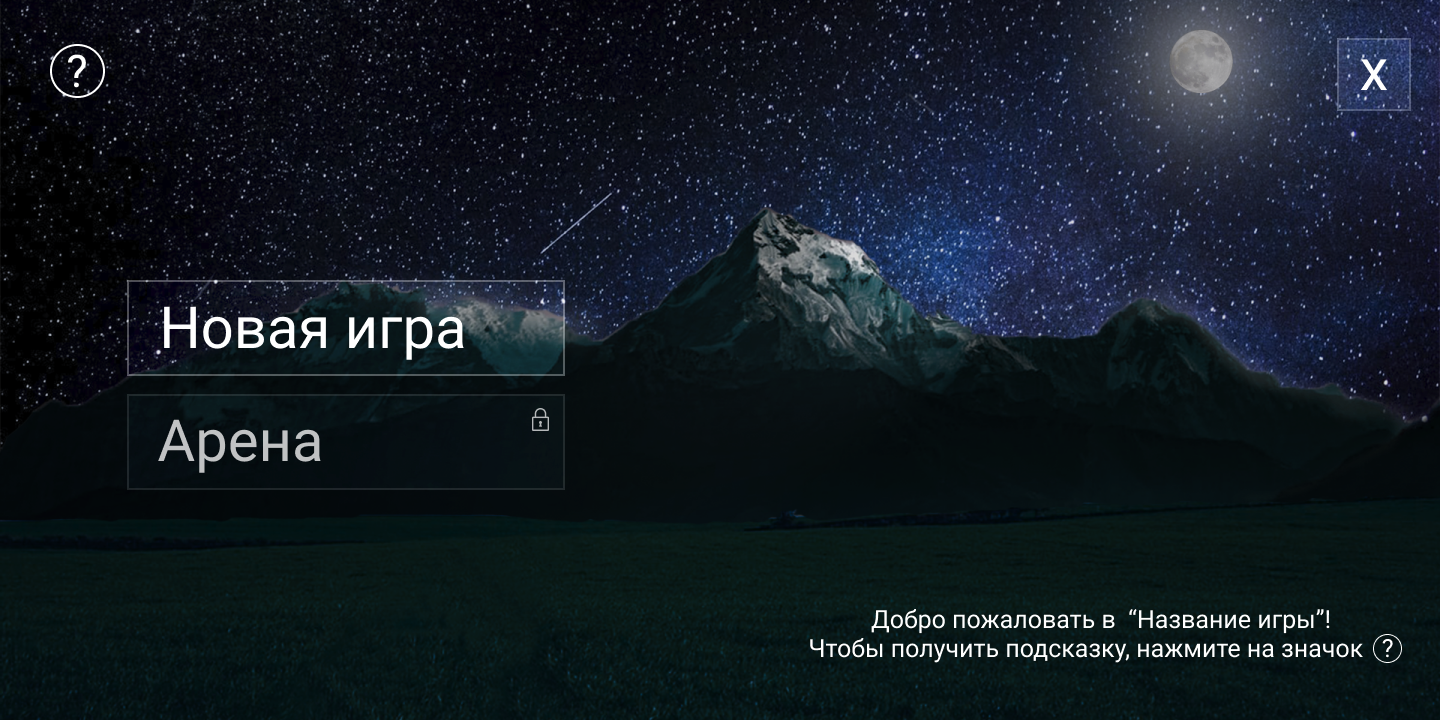 ?
X
Новая игра
Арена
Добро пожаловать в “Название игры”!
Чтобы получить подсказку, нажмите на значок ?